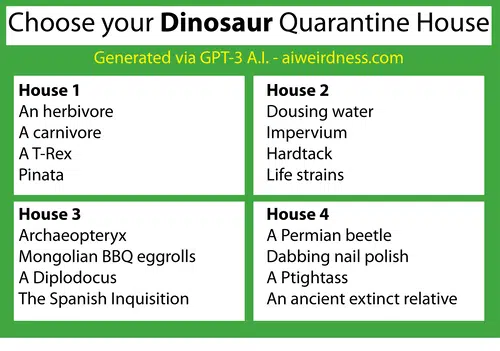 Choose your Dinosaur Quarantine House
Generated via GPT-3 A.I. - aiweirdness.com
House 1
An herbivore
A carnivore
A T-Rex
Pinata
House 2
Dousing water
Impervium
Hardtack
Life strains
House 3
Archaeopteryx
Mongolian BBQ eggrolls
A Diplodocus
The Spanish Inquisition
House 4
A Permian beetle
Dabbing nail polish
A Ptightass
An ancient extinct relative